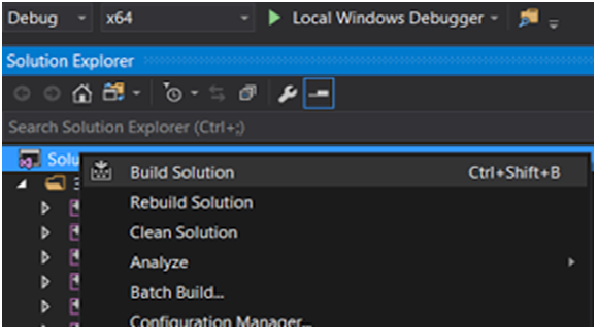 Debug x64 Local Windows Debugger
Solution Explorer
Search Solution Explorer (Ctrl+;)
Build Solution Ctrl+Shift+B
Rebuild Solution
Clean Solution
Analyze
Batch Build...
Configuration Manager...